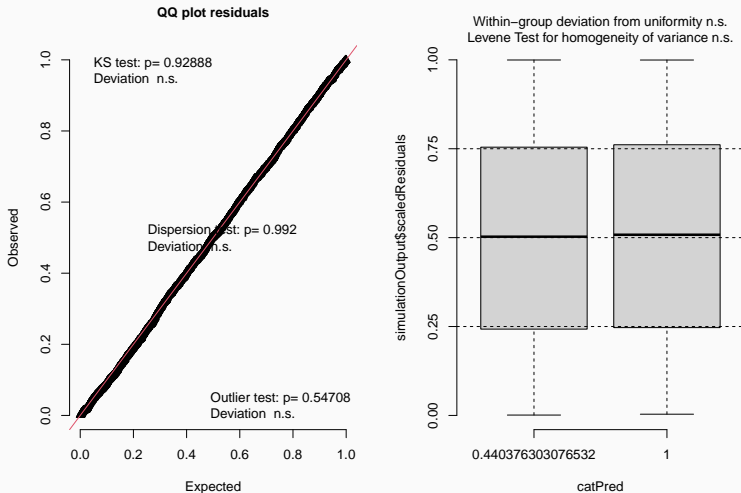 QQ plot residuals
KS test: p= 0.92888
Deviation n.s.
Dispersion test: p= 0.992
Deviation n.s.
Outlier test: p= 0.54708
Deviation n.s.
Observed
0.0
0.2
0.4
0.6
0.8
1.0
0.0 0.2 0.4 0.6 0.8 1.0
Expected
Within−group deviation from uniformity n.s.
Levene Test for homogeneity of variance n.s.
simulationOutput$scaledResiduals
0.00
0.25
0.50
0.75
1.00
0.440376303076532 1
catPred